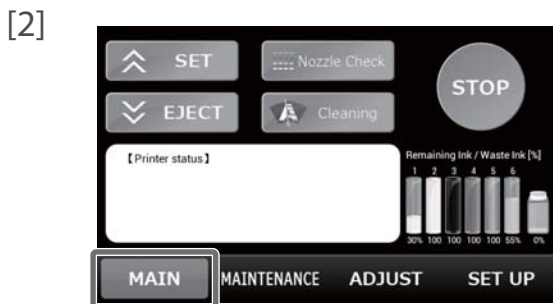 [2]
SET
Nozzle Check
STOP
EJECT
Cleaning
【Printer status】
Remaining Ink / Waste Ink [%]
1 2 3 4 5 6
30% 100 100 100 100 55% 0%
MAIN MAINTENANCE ADJUST SET UP